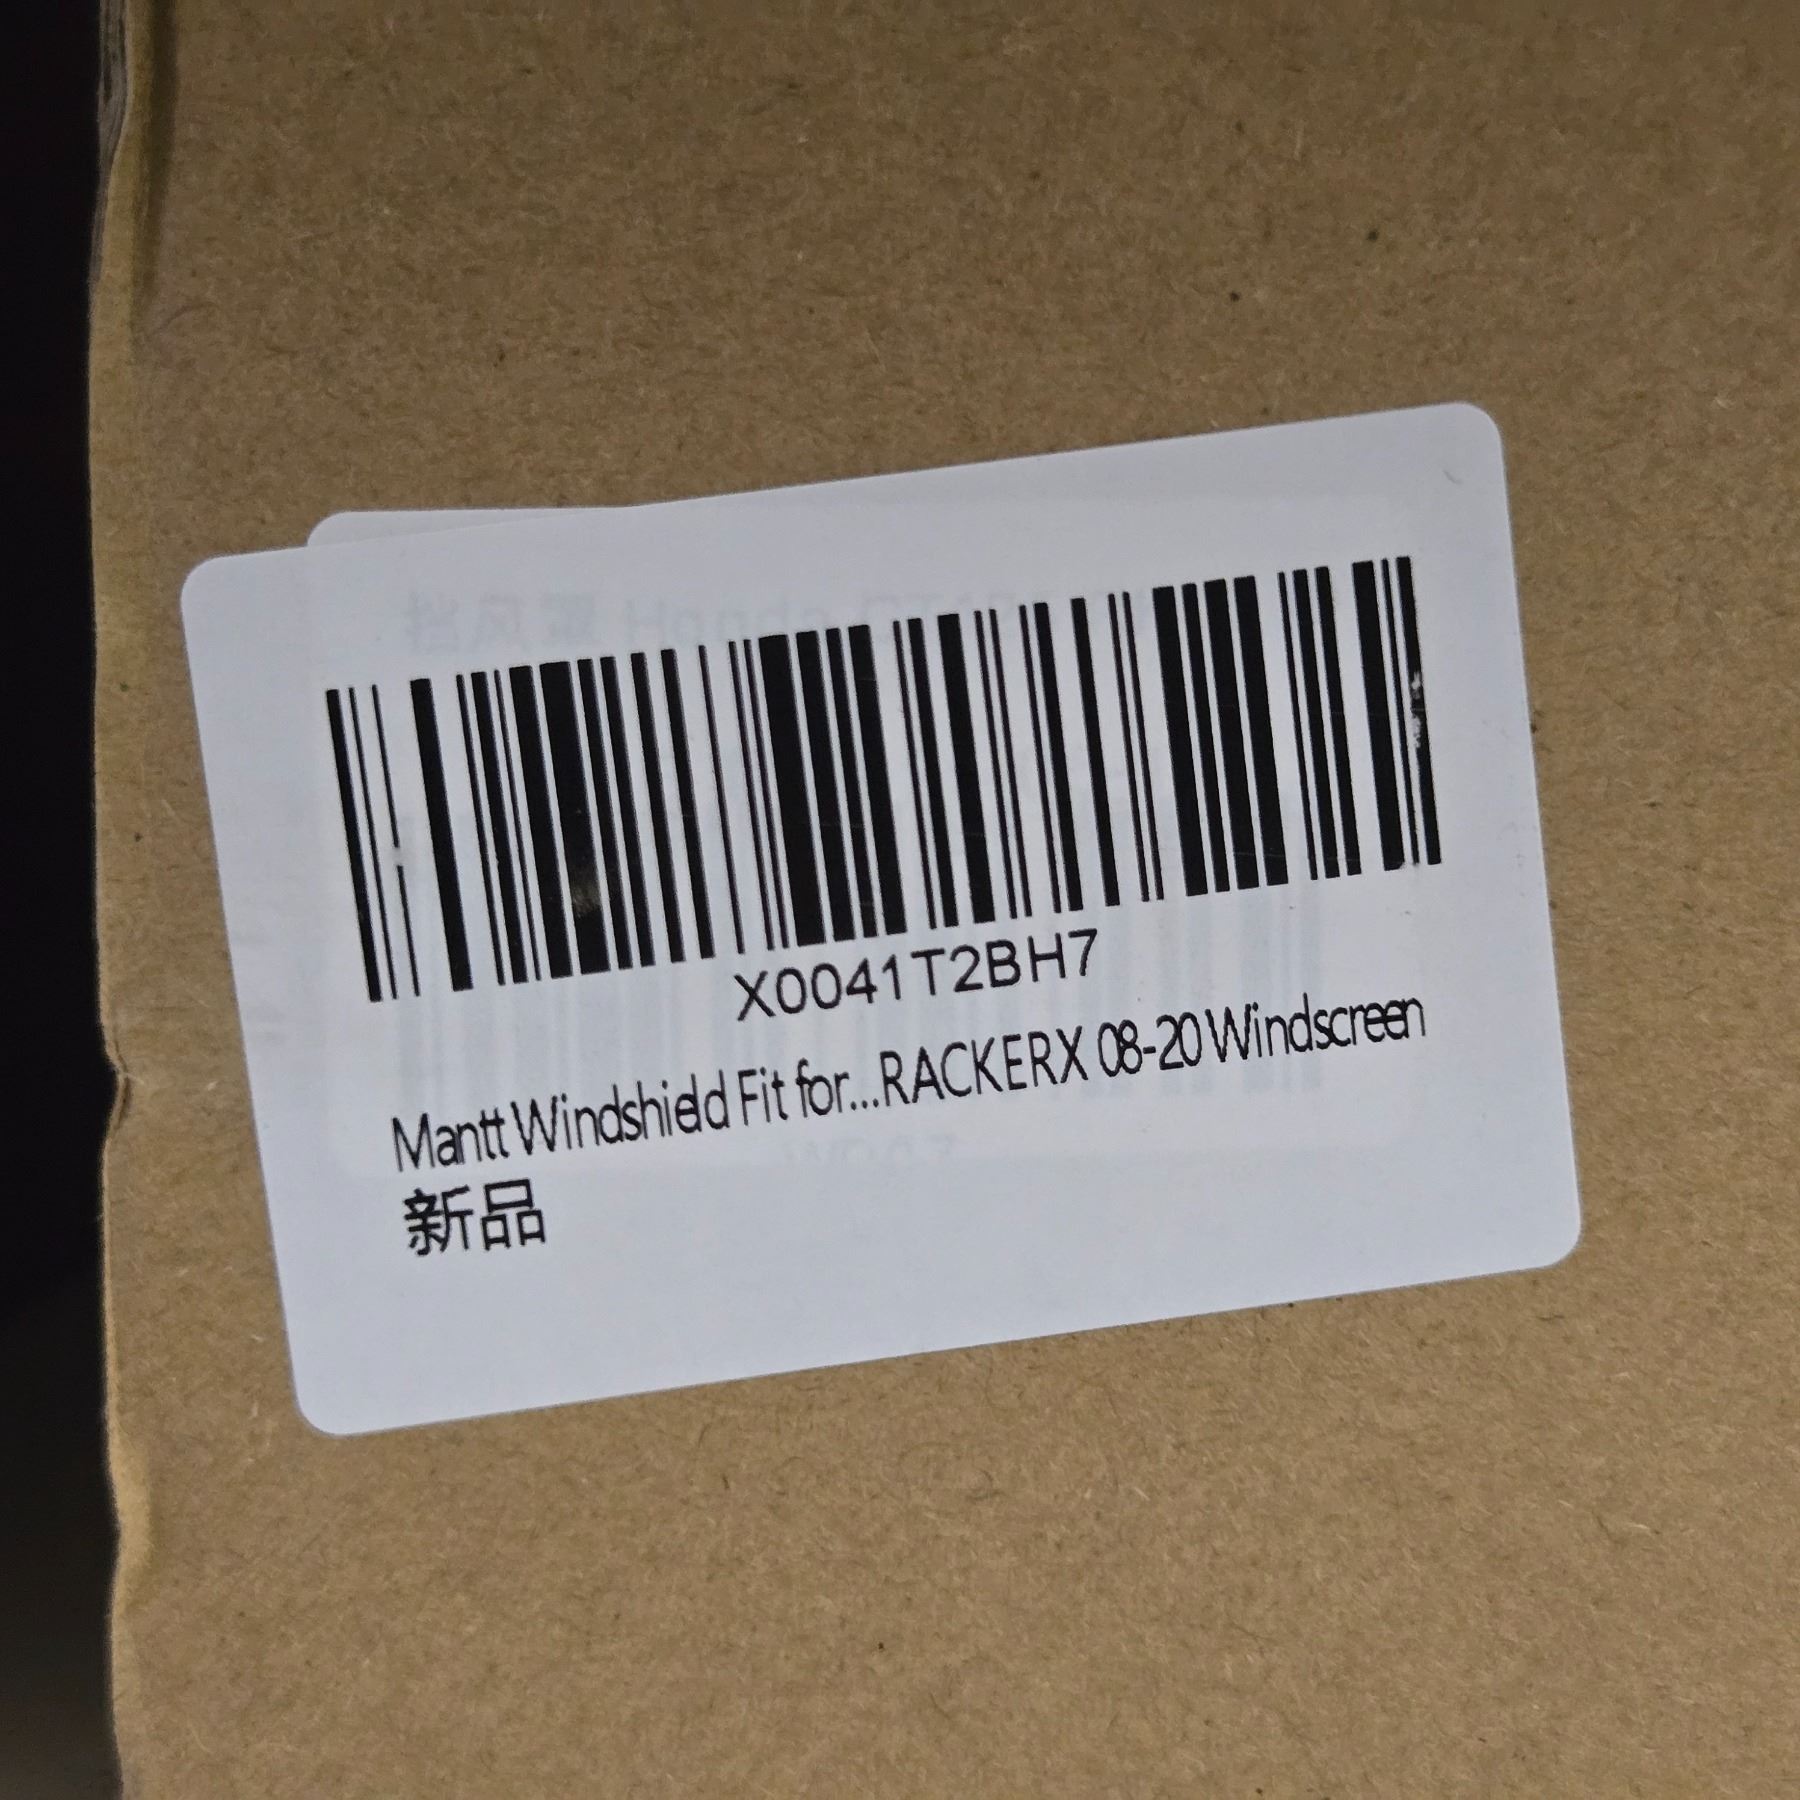 X0041T2BH7
Mantt Windshield Fit for...RACKERX 08-20 Windscreen
新品